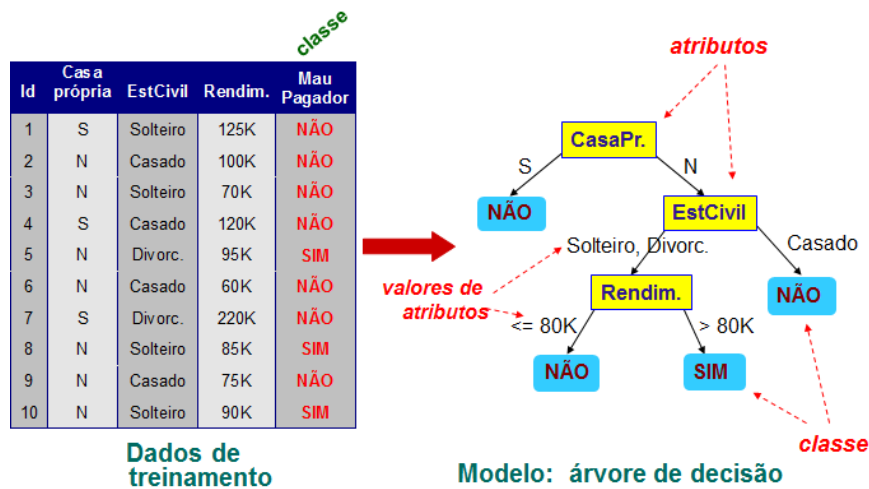 classe
Id Casa própria EstCivil Rendim. Mau Pagador
1 S Solteiro 125K NÃO
2 N Casado 100K NÃO
3 N Solteiro 70K NÃO
4 S Casado 120K NÃO
5 N Divorc. 95K SIM
6 N Casado 60K NÃO
7 S Divorc. 220K NÃO
8 N Solteiro 85K SIM
9 N Casado 75K NÃO
10 N Solteiro 90K SIM
Dados de
treinamento
atributos
CasaPr.
S N
NÃO EstCivil
Solteiro, Divorc. Casado
valores de
atributos
Rendim. NÃO
<= 80K > 80K
NÃO SIM
classe
Modelo: árvore de decisão